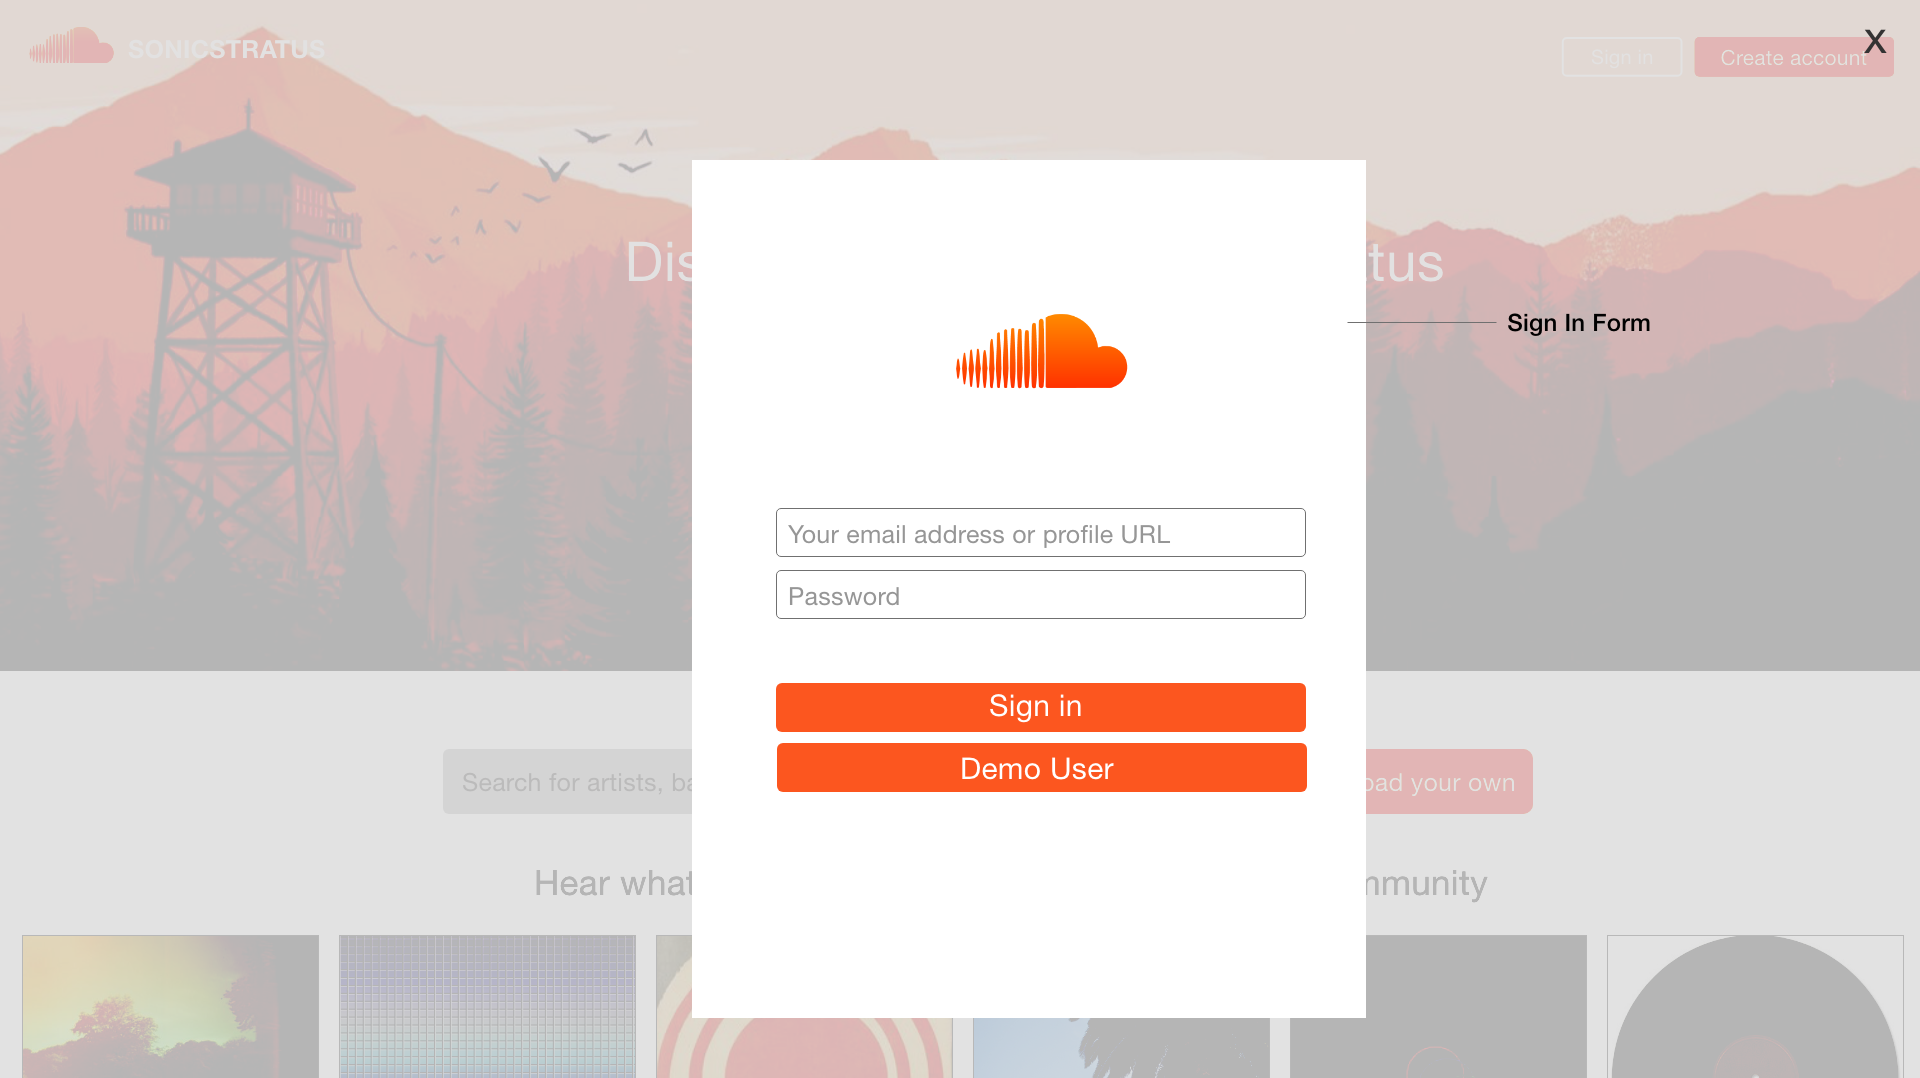 SONICSTRATUS
Sign in
Create account
X
Dis
tus
Sign In Form
Your email address or profile URL
Password
Sign in
Demo User
Search for artists, ba
oad your own
Hear what
mmunity